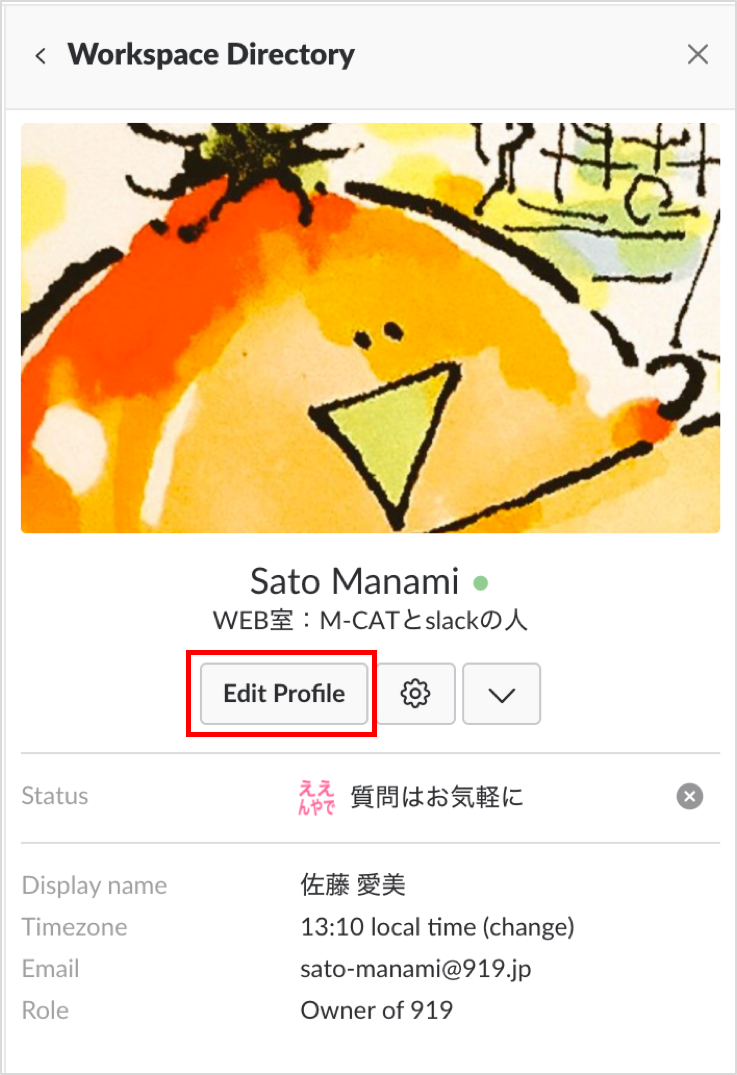 Workspace Directory
Sato Manami
WEB室：M-CATとslackの人
Edit Profile
Status ええんやで 質問はお気軽に
Display name 佐藤 愛美
Timezone 13:10 local time (change)
Email sato-manami@919.jp
Role Owner of 919